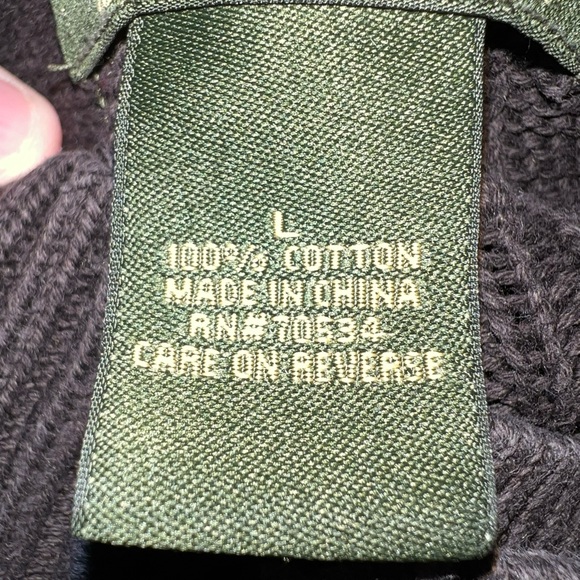 L
100% COTTON
MADE IN CHINA
RN# 70534
CARE ON REVERSE